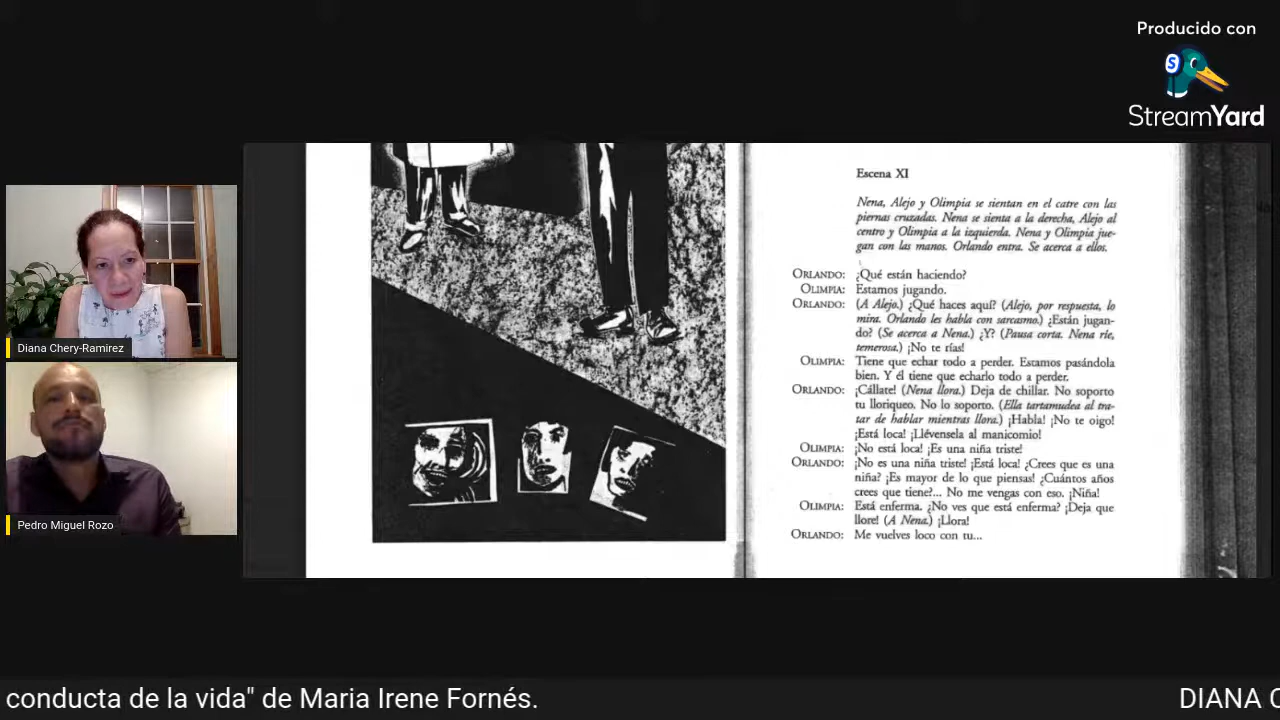 Producido con
StreamYard
Diana Chery-Ramirez
Pedro Miguel Rozo
Escena XI
Nena, Alejo y Olimpia se sientan en el catre con las
piernas cruzadas. Nena se sienta a la derecha, Alejo al
centro y Olimpia a la izquierda. Nena y Olimpia jue-
gan con las manos. Orlando entra. Se acerca a ellos.
ORLANDO: ¿Qué están haciendo?
OLIMPIA: Estamos jugando.
ORLANDO: (A Alejo.) ¿Qué haces aquí? (Alejo, por respuesta, lo
mira. Orlando les habla con sarcasmo.) ¿Están jugan-
do? (Se acerca a Nena.) ¿Y? (Pausa corta. Nena ríe,
temerosa.) ¡No te rías!
OLIMPIA: Tiene que echar todo a perder. Estamos pasándola
bien. Y él tiene que echarlo todo a perder.
ORLANDO: ¡Cállate! (Nena llora.) Deja de chillar. No soporto
tu lloriqueo. No lo soporto. (Ella tartamudea al tra-
tar de hablar mientras llora.) ¡Habla! ¡No te oigo!
¡Está loca! ¡Llévensela al manicomio!
OLIMPIA: ¡No está loca! ¡Es una niña triste!
ORLANDO: ¡No es una niña triste! ¡Está loca! ¿Crees que es una
niña? ¡Es mayor de lo que piensas! ¿Cuántos años
crees que tiene?... No me vengas con eso. ¡Niña!
OLIMPIA: Está enferma. ¿No ves que está enferma? ¡Deja que
llore! (A Nena.) ¡Llora!
ORLANDO: Me vuelves loco con tu...
conducta de la vida" de Maria Irene Fornés.
DIANA C